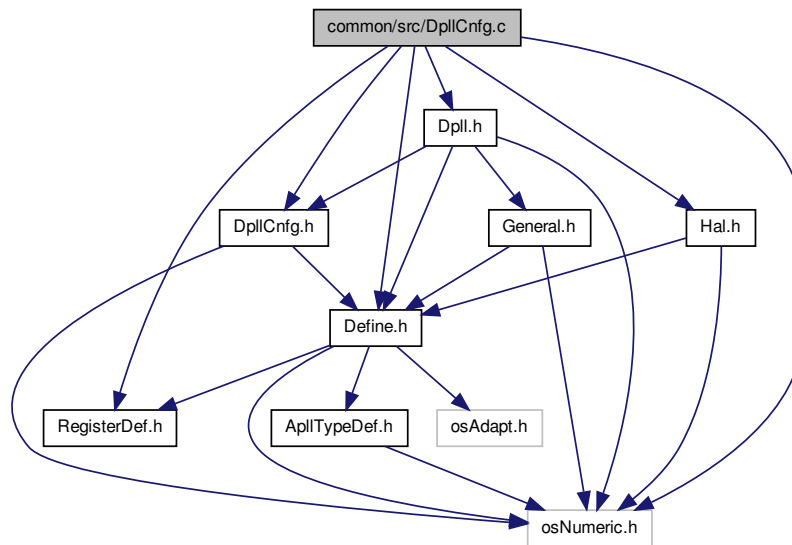 common/src/DpllCnfg.c
Dpll.h
DpllCnfg.h
General.h
Hal.h
Define.h
RegisterDef.h
ApllTypeDef.h
osAdapt.h
osNumeric.h